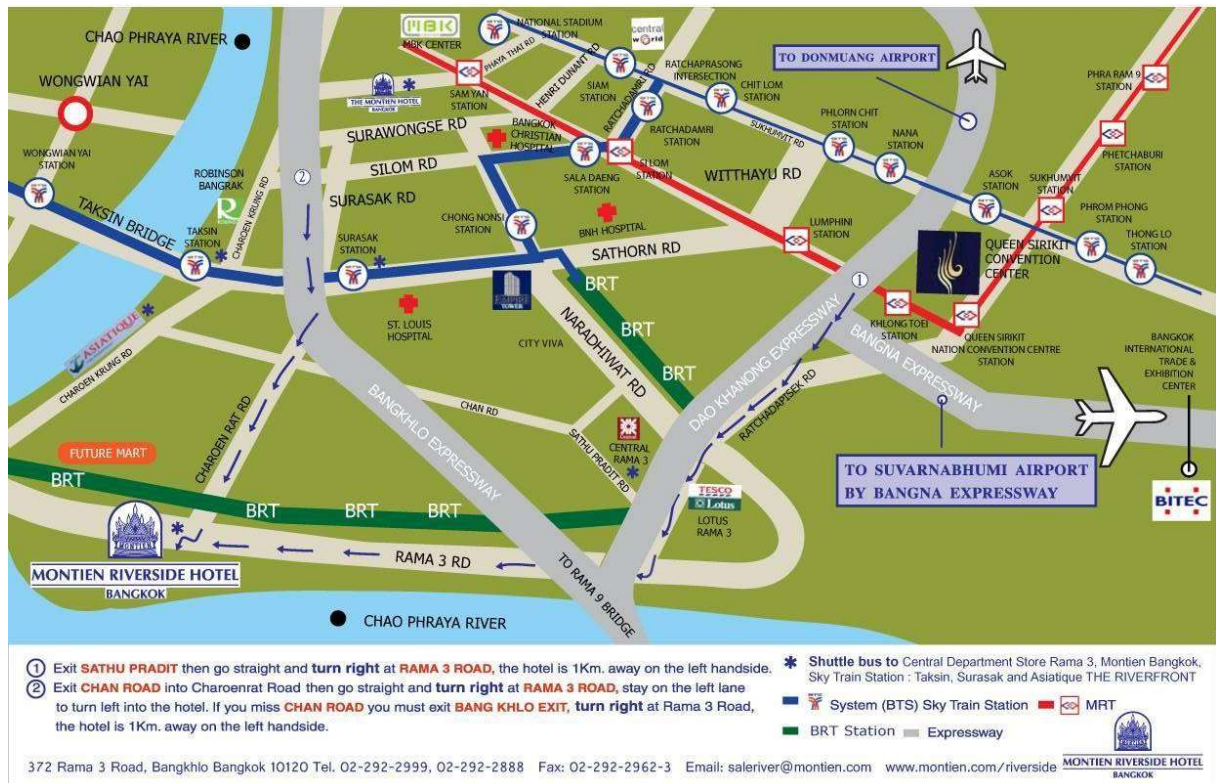 CHAO PHRAYA RIVER
WONGWIAN YAI
WONGWIAN YAI
STATION
MBK
MBK CENTER
NATIONAL STADIUM
STATION
central
world
PHAYA THAI RD
HENRI DUNANT RD
SAM YAN
STATION
SIAM
STATION
RATCHADAMRI RD
RATCHAPRASONG
INTERSECTION
CHIT LOM
STATION
RATCHADAMRI
STATION
TO DONMUANG AIRPORT
PHRA RAM 9
STATION
THE MONTIEN HOTEL
BANGKOK
SURAWONGSE RD
BANGKOK
CHRISTIAN
HOSPITAL
SILOM RD
SURASAK RD
SALA DAENG
STATION
SI LOM
STATION
WITTHAYU RD
SUKHUMVIT RD
PHLORN CHIT
STATION
NANA
STATION
PHETCHABURI
STATION
SUKHUMVIT
STATION
ASOK
STATION
PHROM PHONG
STATION
THONG LO
STATION
ROBINSON
BANGRAK
R
CHAROEN KRUNG RD
2
TAKSIN BRIDGE
TAKSIN
STATION
SURASAK
STATION
CHONG NONSI
STATION
BNH HOSPITAL
SATHORN RD
LUMPHINI
STATION
QUEEN SIRIKIT
CONVENTION
CENTER
1
KHLONG TOEI
STATION
QUEEN SIRIKIT
NATION CONVENTION CENTRE
STATION
EMPIRE
TOWER
ST. LOUIS
HOSPITAL
CITY VIVA
NARADHIWAT RD
BRT
BRT
BRT
ASIATIQUE
CHAROEN KRUNG RD
CHAROEN RAT RD
BANGKHLO EXPRESSWAY
CHAN RD
SATHU PRADIT RD
Central
CENTRAL
RAMA 3
DAO KHANONG EXPRESSWAY
RATCHADAPISEK RD
BANGNA EXPRESSWAY
BANGKOK
INTERNATIONAL
TRADE &
EXHIBITION
CENTER
BITEC
TO SUVARNABHUMI AIRPORT
BY BANGNA EXPRESSWAY
TESCO
Lotus
LOTUS
RAMA 3
FUTURE MART
BRT
BRT
BRT
BRT
RAMA 3 RD
TO RAMA 9 BRIDGE
MONTIEN
MONTIEN RIVERSIDE HOTEL
BANGKOK
CHAO PHRAYA RIVER
1 Exit SATHU PRADIT then go straight and turn right at RAMA 3 ROAD, the hotel is 1Km. away on the left handside.
2 Exit CHAN ROAD into Charoenrat Road then go straight and turn right at RAMA 3 ROAD, stay on the left lane
to turn left into the hotel. If you miss CHAN ROAD you must exit BANG KHLO EXIT, turn right at Rama 3 Road,
the hotel is 1Km. away on the left handside.
* Shuttle bus to Central Department Store Rama 3, Montien Bangkok,
Sky Train Station : Taksin, Surasak and Asiatique THE RIVERFRONT
System (BTS) Sky Train Station MRT
BRT Station Expressway
372 Rama 3 Road, Bangkhlo Bangkok 10120 Tel. 02-292-2999, 02-292-2888 Fax: 02-292-2962-3 Email: saleriver@montien.com www.montien.com/riverside
MONTIEN RIVERSIDE HOTEL
BANGKOK